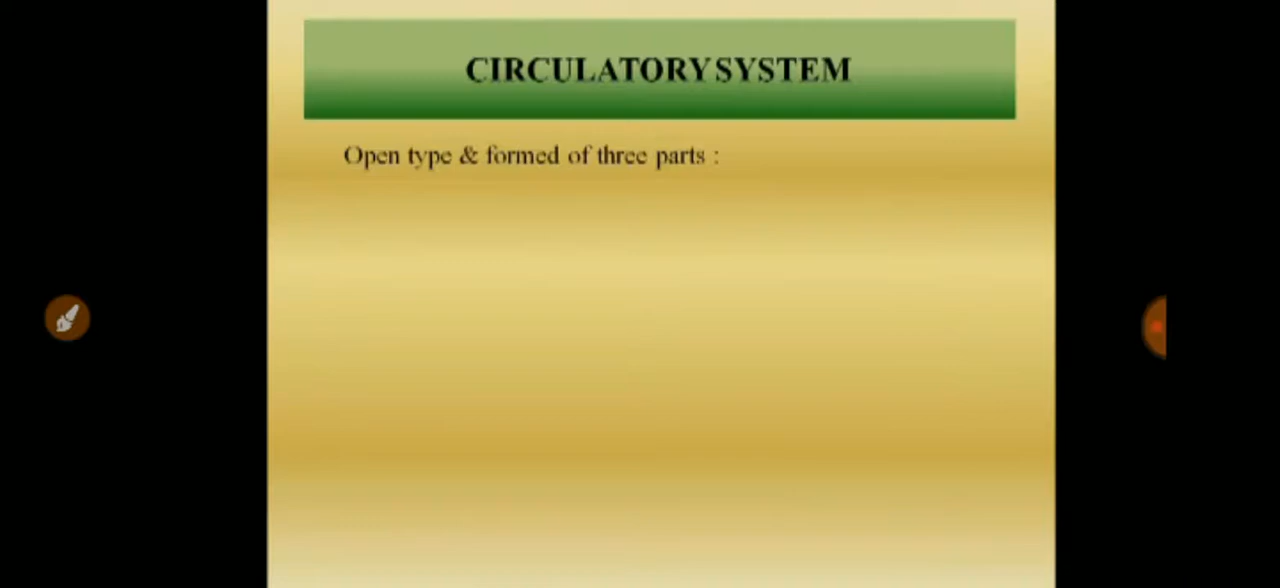 CIRCULATORY SYSTEM
Open type & formed of three parts :